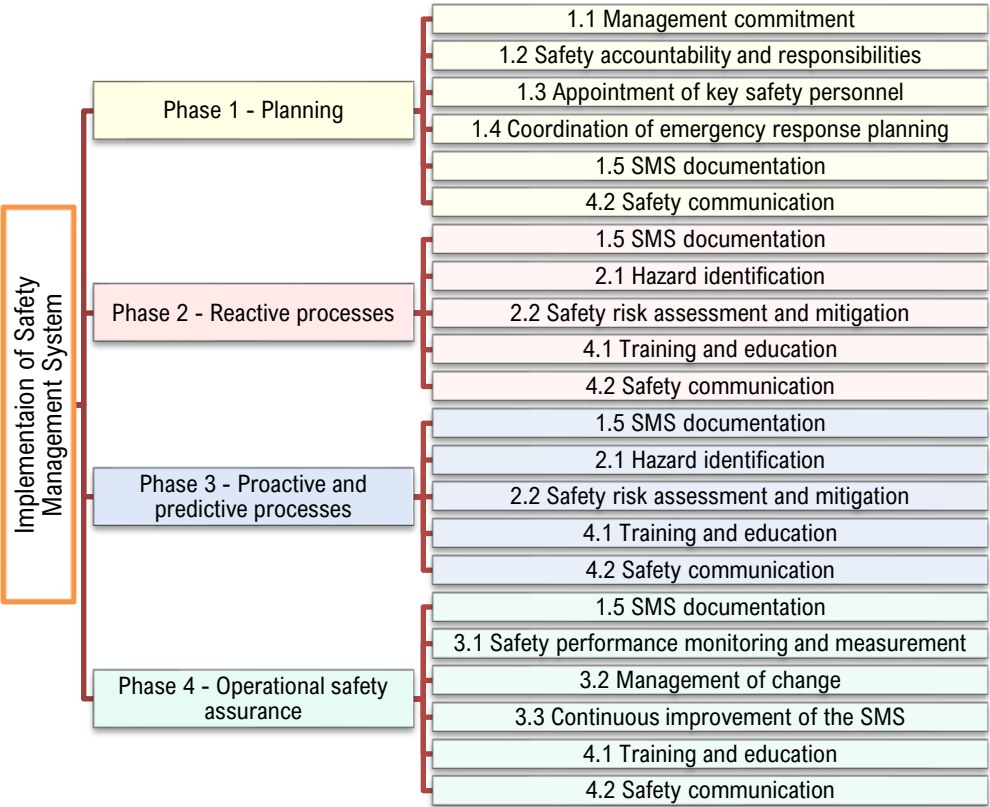 Implementaion of Safety
Management System
Phase 1 - Planning
1.1 Management commitment
1.2 Safety accountability and responsibilities
1.3 Appointment of key safety personnel
1.4 Coordination of emergency response planning
1.5 SMS documentation
4.2 Safety communication
Phase 2 - Reactive processes
1.5 SMS documentation
2.1 Hazard identification
2.2 Safety risk assessment and mitigation
4.1 Training and education
4.2 Safety communication
Phase 3 - Proactive and
predictive processes
1.5 SMS documentation
2.1 Hazard identification
2.2 Safety risk assessment and mitigation
4.1 Training and education
4.2 Safety communication
Phase 4 - Operational safety
assurance
1.5 SMS documentation
3.1 Safety performance monitoring and measurement
3.2 Management of change
3.3 Continuous improvement of the SMS
4.1 Training and education
4.2 Safety communication